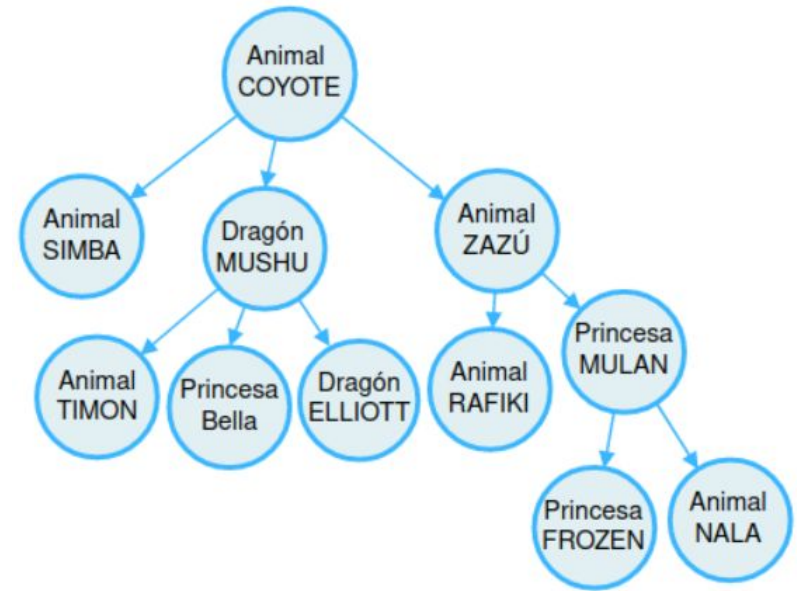 Animal
COYOTE
Animal
SIMBA
Dragón
MUSHU
Animal
ZAZÚ
Animal
TIMON
Princesa
Bella
Dragón
ELLIOTT
Animal
RAFIKI
Princesa
MULAN
Princesa
FROZEN
Animal
NALA